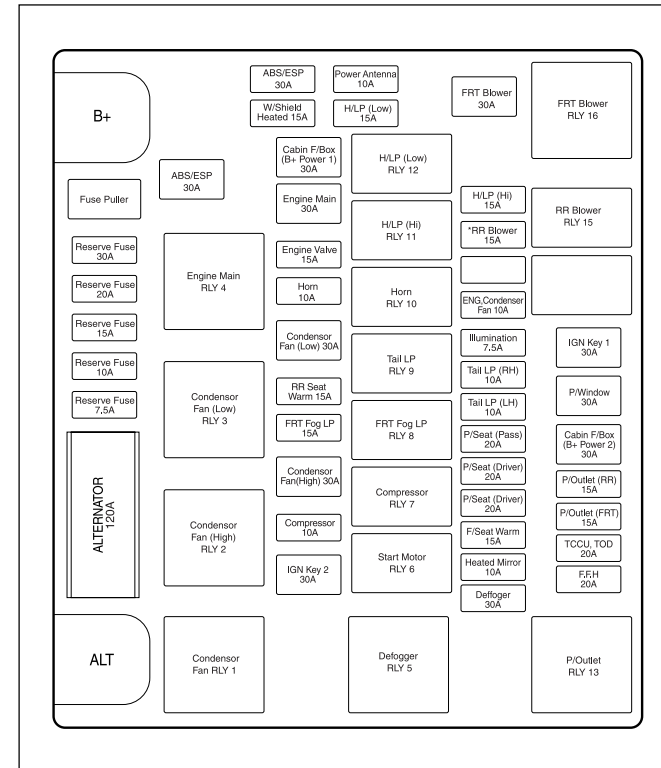 B+
Fuse Puller
Reserve Fuse
30A
Reserve Fuse
20A
Reserve Fuse
15A
Reserve Fuse
10A
Reserve Fuse
7.5A
ALTERNATOR
120A
ALT
ABS/ESP
30A
Engine Main
RLY 4
Condensor
Fan (Low)
RLY 3
Condensor
Fan (High)
RLY 2
Condensor
Fan RLY 1
ABS/ESP
30A
W/Shield
Heated 15A
Cabin F/Box
(B+ Power 1)
30A
Engine Main
30A
Engine Valve
15A
Horn
10A
Condensor
Fan (Low) 30A
RR Seat
Warm 15A
FRT Fog LP
15A
Condensor
Fan(High) 30A
Compressor
10A
IGN Key 2
30A
Power Antenna
10A
H/LP (Low)
15A
H/LP (Low)
RLY 12
H/LP (Hi)
RLY 11
Horn
RLY 10
Tail LP
RLY 9
FRT Fog LP
RLY 8
Compressor
RLY 7
Start Motor
RLY 6
Defogger
RLY 5
FRT Blower
30A
H/LP (Hi)
15A
*RR Blower
15A
ENG,Condenser
Fan 10A
Illumination
7.5A
Tail LP (RH)
10A
Tail LP (LH)
10A
P/Seat (Pass)
20A
P/Seat (Driver)
20A
P/Seat (Driver)
20A
F/Seat Warm
15A
Heated Mirror
10A
Deffoger
30A
FRT Blower
RLY 16
RR Blower
RLY 15
IGN Key 1
30A
P/Window
30A
Cabin F/Box
(B+ Power 2)
30A
P/Outlet (RR)
15A
P/Outlet (FRT)
15A
TCCU, TOD
20A
F.F.H
20A
P/Outlet
RLY 13